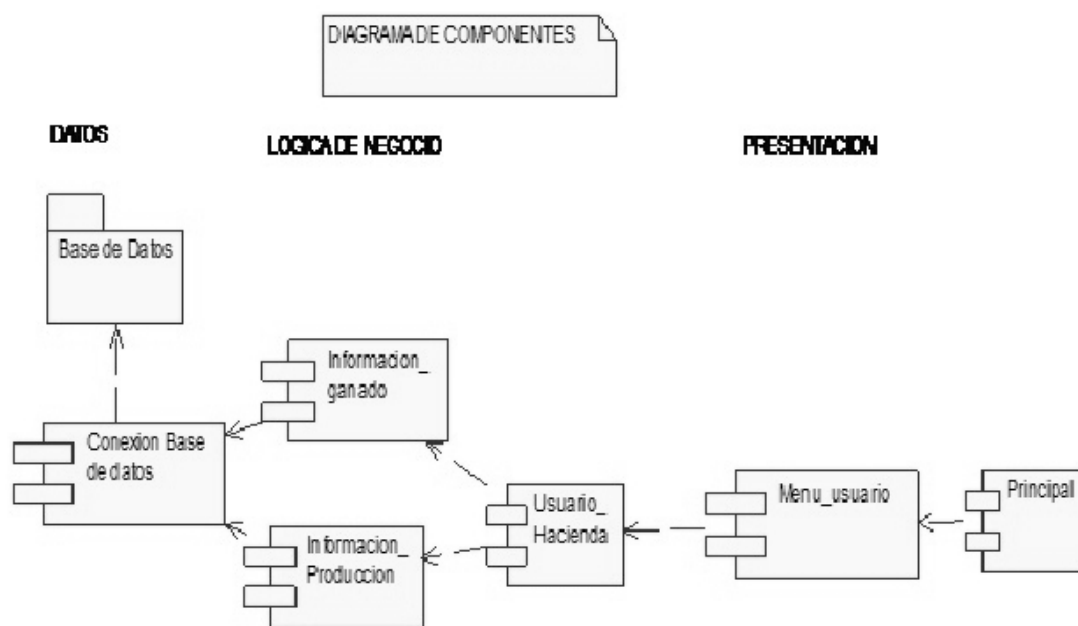 DIAGRAMA DE COMPONENTES
DATOS
LOGICA DE NEGOCIO
PRESENTACION
Base de Datos
Informacion_
ganado
Conexion Base
de datos
Usuario_
Hacienda
Menu_usuario
Principal
Informacion_
Produccion